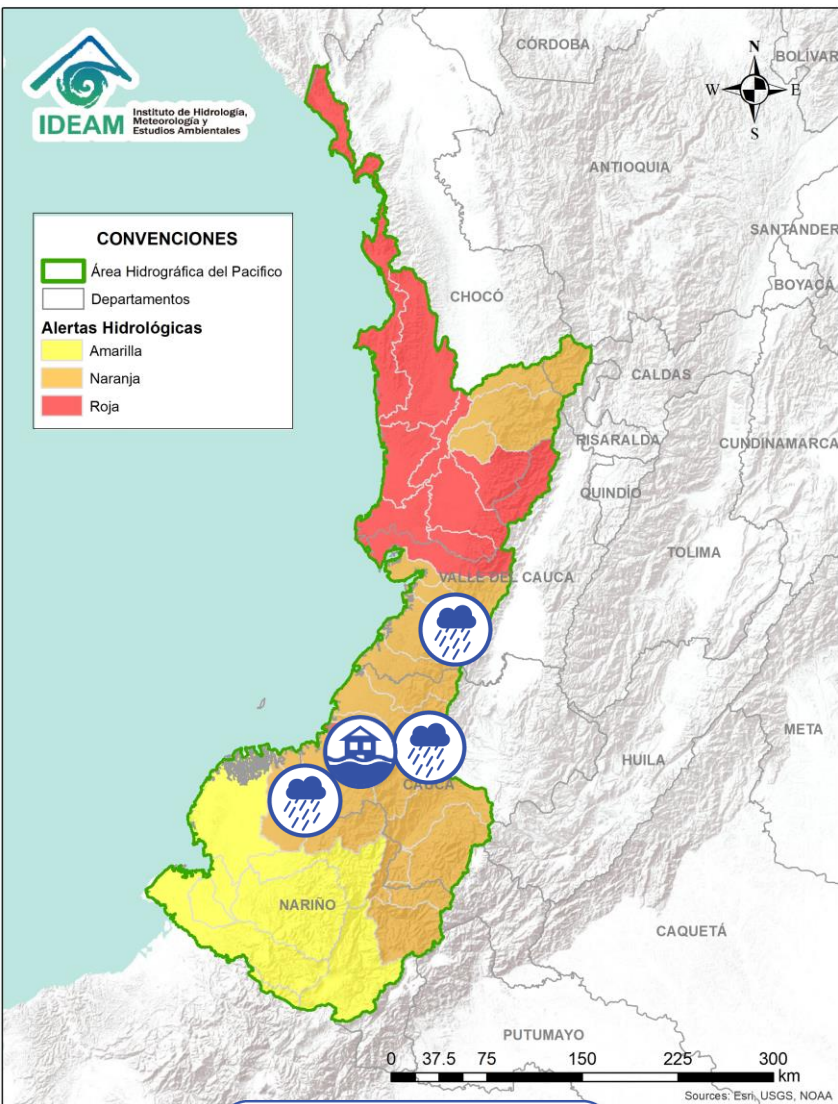 IDEAM
Instituto de Hidrología,
Meteorología y
Estudios Ambientales
CÓRDOBA
BOLÍVAR
N
W
E
S
ANTIOQUIA
SANTANDER
BOYACÁ
CONVENCIONES
Área Hidrográfica del Pacifico
Departamentos
Alertas Hidrológicas
Amarilla
Naranja
Roja
CHOCÓ
CALDAS
RISARALDA
CUNDINAMARCA
QUINDÍO
TOLIMA
VALLE DEL CAUCA
META
HUILA
CAUCA
NARIÑO
CAQUETÁ
PUTUMAYO
0 37.5 75 150 225 300
km
Sources: Esri, USGS, NOAA